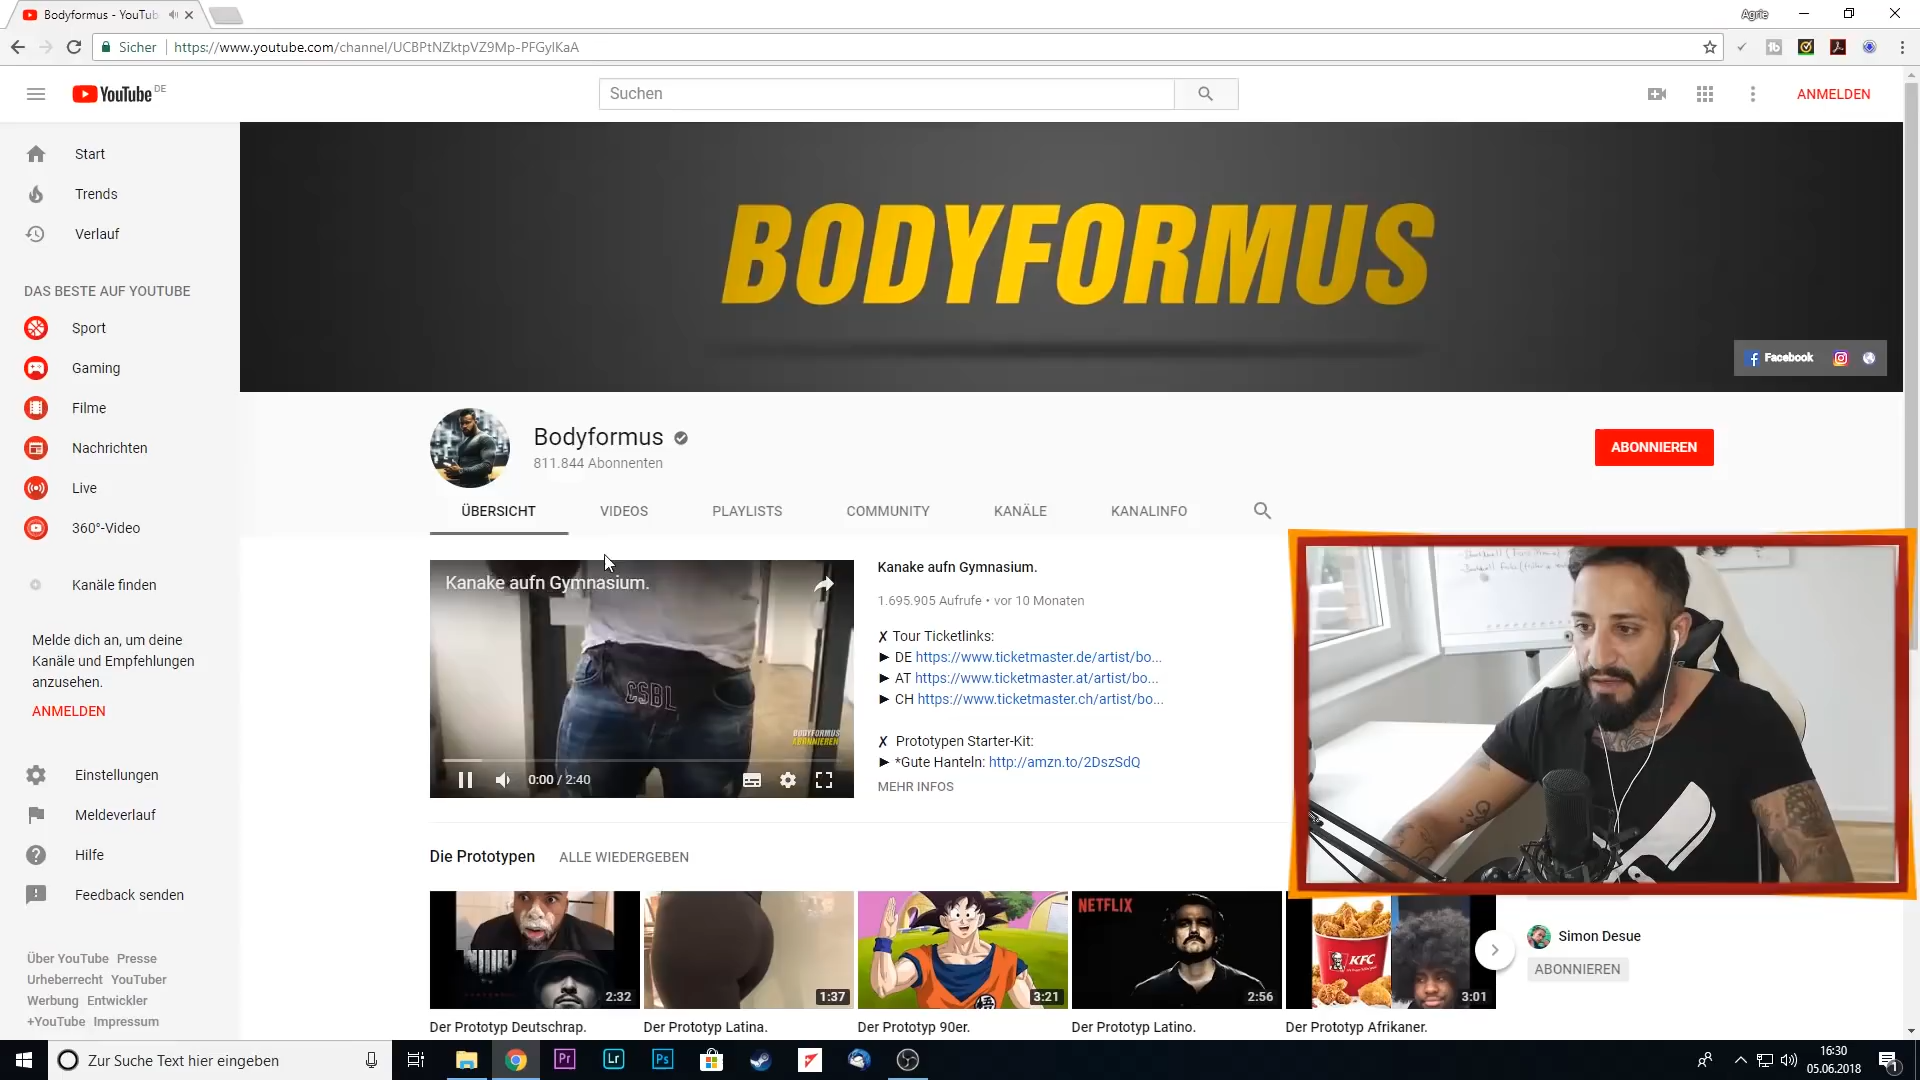 Bodyformus - YouTub
Agrie
Sicher
https://www.youtube.com/channel/UCBPtNZktpVZ9Mp-PFGylKaA
YouTube DE
Suchen
ANMELDEN
Start
Trends
Verlauf
DAS BESTE AUF YOUTUBE
Sport
Gaming
Filme
Nachrichten
Live
360°-Video
Kanäle finden
Melde dich an, um deine
Kanäle und Empfehlungen
anzusehen.
ANMELDEN
Einstellungen
Meldeverlauf
Hilfe
Feedback senden
Über YouTube Presse
Urheberrecht YouTuber
Werbung Entwickler
+YouTube Impressum
BODYFORMUS
Facebook
Bodyformus
811.844 Abonnenten
ABONNIEREN
ÜBERSICHT
VIDEOS
PLAYLISTS
COMMUNITY
KANÄLE
KANALINFO
Kanake aufn Gymnasium.
BODYFORMUS
ABONNIEREN
0:00 / 2:40
Kanake aufn Gymnasium.
1.695.905 Aufrufe • vor 10 Monaten
✗ Tour Ticketlinks:
► DE https://www.ticketmaster.de/artist/bo...
► AT https://www.ticketmaster.at/artist/bo...
► CH https://www.ticketmaster.ch/artist/bo...
✗ Prototypen Starter-Kit:
► *Gute Hanteln: http://amzn.to/2DszSdQ
MEHR INFOS
Die Prototypen
ALLE WIEDERGEBEN
2:32
1:37
3:21
NETFLIX
2:56
KFC
3:01
Der Prototyp Deutschrap.
Der Prototyp Latina.
Der Prototyp 90er.
Der Prototyp Latino.
Der Prototyp Afrikaner.
Simon Desue
ABONNIEREN
Zur Suche Text hier eingeben
Pr
Lr
Ps
16:30
05.06.2018
1